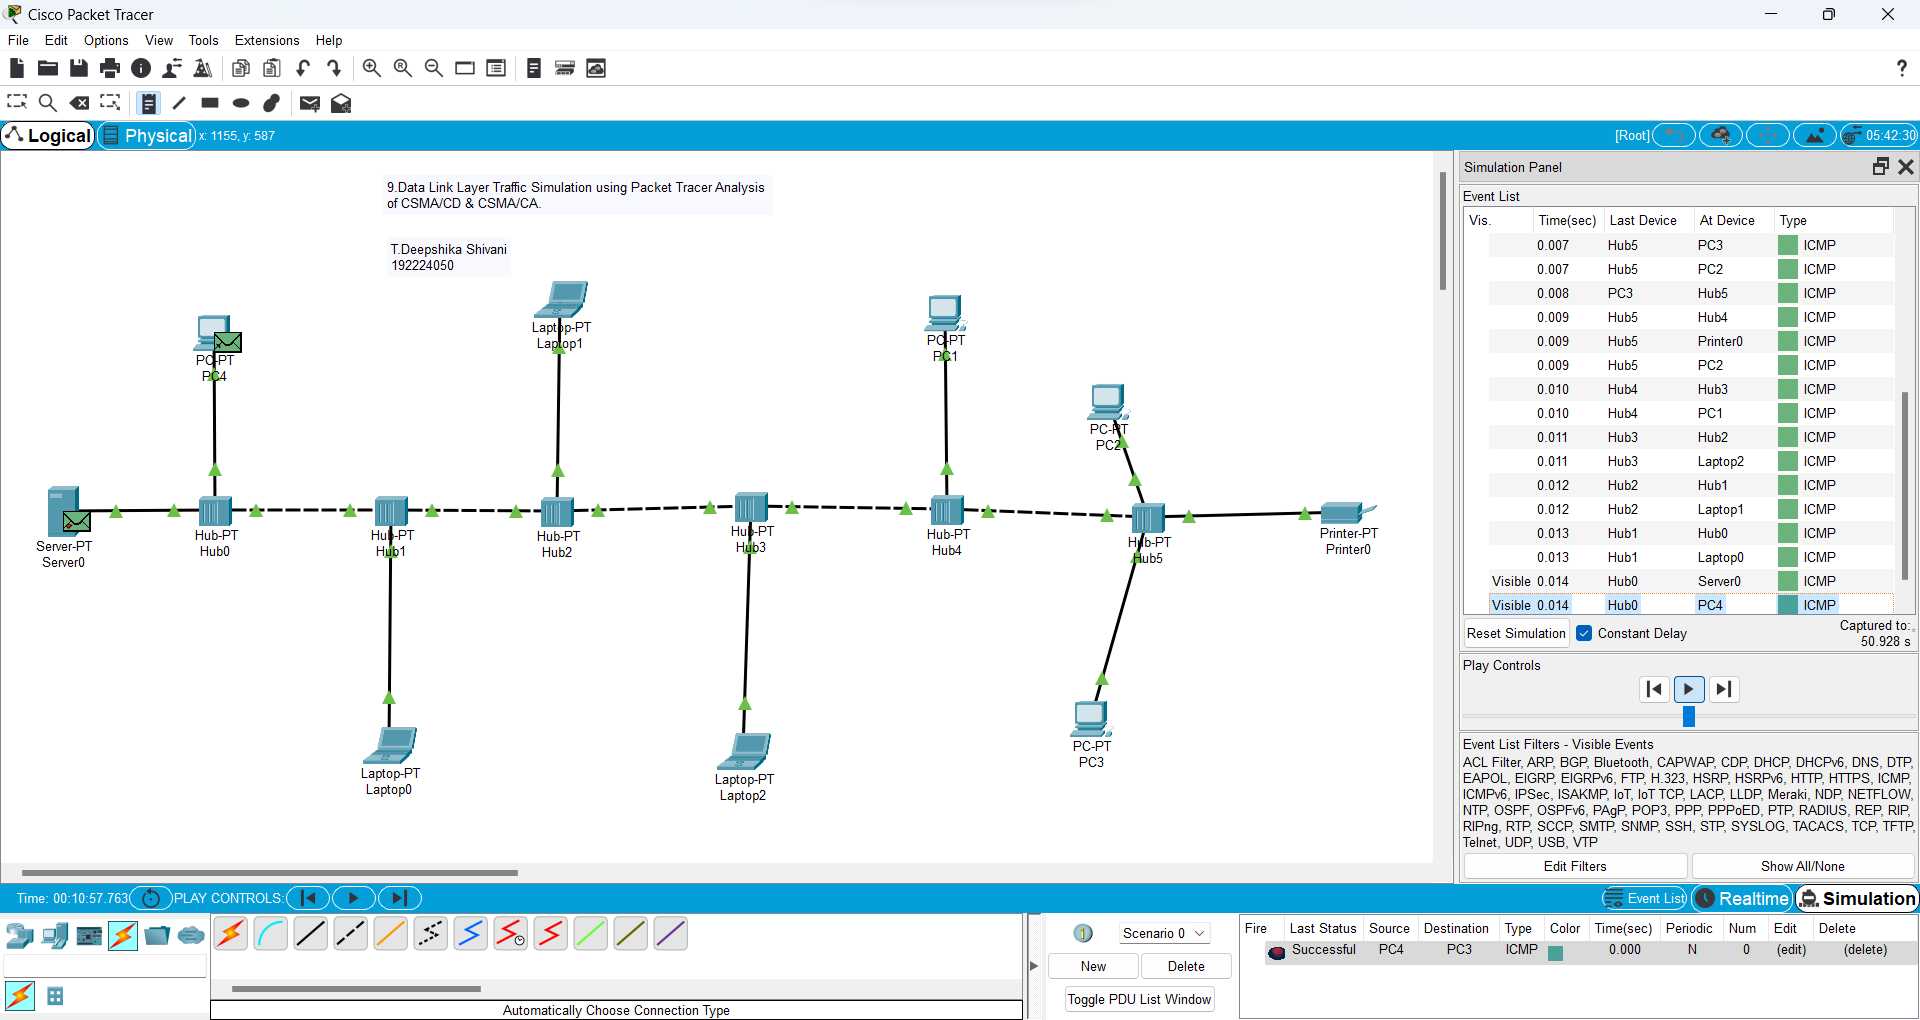 Cisco Packet Tracer
File Edit Options View Tools Extensions Help
?
Logical Physical x: 1155, y: 587 [Root] 05:42:30
9.Data Link Layer Traffic Simulation using Packet Tracer Analysis
of CSMA/CD & CSMA/CA.
T.Deepshika Shivani
192224050
PC-PT
PC4
Laptop-PT
Laptop1
PC-PT
PC1
PC-PT
PC2
Server-PT
Server0
Hub-PT
Hub0
Hub-PT
Hub1
Hub-PT
Hub2
Hub-PT
Hub3
Hub-PT
Hub4
Hub-PT
Hub5
Printer-PT
Printer0
Laptop-PT
Laptop0
Laptop-PT
Laptop2
PC-PT
PC3
Simulation Panel
Event List
Vis. Time(sec) Last Device At Device Type
0.007 Hub5 PC3 ICMP
0.007 Hub5 PC2 ICMP
0.008 PC3 Hub5 ICMP
0.009 Hub5 Hub4 ICMP
0.009 Hub5 Printer0 ICMP
0.009 Hub5 PC2 ICMP
0.010 Hub4 Hub3 ICMP
0.010 Hub4 PC1 ICMP
0.011 Hub3 Hub2 ICMP
0.011 Hub3 Laptop2 ICMP
0.012 Hub2 Hub1 ICMP
0.012 Hub2 Laptop1 ICMP
0.013 Hub1 Hub0 ICMP
0.013 Hub1 Laptop0 ICMP
Visible 0.014 Hub0 Server0 ICMP
Visible 0.014 Hub0 PC4 ICMP
Reset Simulation Constant Delay Captured to:
50.928 s
Play Controls
Event List Filters - Visible Events
ACL Filter, ARP, BGP, Bluetooth, CAPWAP, CDP, DHCP, DHCPv6, DNS, DTP,
EAPOL, EIGRP, EIGRPv6, FTP, H.323, HSRP, HSRPv6, HTTP, HTTPS, ICMP,
ICMPv6, IPSec, ISAKMP, IoT, IoT TCP, LACP, LLDP, Meraki, NDP, NETFLOW,
NTP, OSPF, OSPFv6, PAgP, POP3, PPP, PPPoED, PTP, RADIUS, REP, RIP,
RIPng, RTP, SCCP, SMTP, SNMP, SSH, STP, SYSLOG, TACACS, TCP, TFTP,
Telnet, UDP, USB, VTP
Edit Filters Show All/None
Time: 00:10:57.763 PLAY CONTROLS: Event List Realtime Simulation
Automatically Choose Connection Type
1 Scenario 0
New Delete
Toggle PDU List Window
Fire Last Status Source Destination Type Color Time(sec) Periodic Num Edit Delete
Successful PC4 PC3 ICMP 0.000 N 0 (edit) (delete)